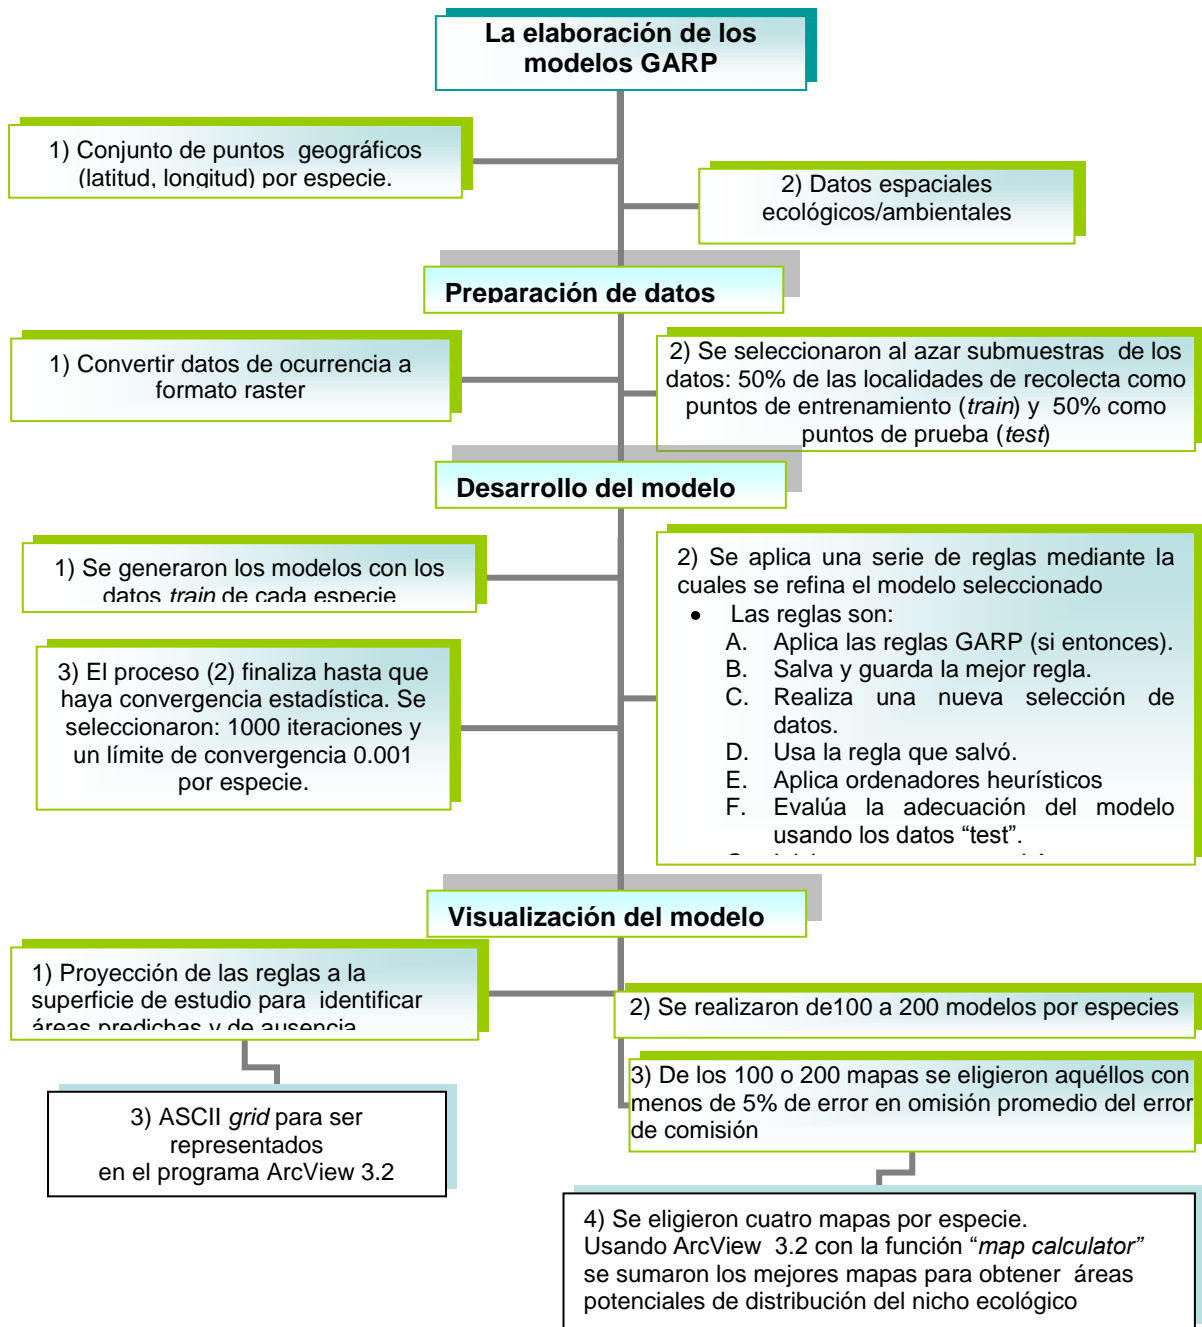 La elaboración de los
modelos GARP
1) Conjunto de puntos geográficos
(latitud, longitud) por especie.
2) Datos espaciales
ecológicos/ambientales
Preparación de datos
1) Convertir datos de ocurrencia a
formato raster
2) Se seleccionaron al azar submuestras de los
datos: 50% de las localidades de recolecta como
puntos de entrenamiento (train) y 50% como
puntos de prueba (test)
Desarrollo del modelo
1) Se generaron los modelos con los
datos train de cada especie
2) Se aplica una serie de reglas mediante la
cuales se refina el modelo seleccionado
• Las reglas son:
A. Aplica las reglas GARP (si entonces).
B. Salva y guarda la mejor regla.
C. Realiza una nueva selección de
datos.
D. Usa la regla que salvó.
E. Aplica ordenadores heurísticos
F. Evalúa la adecuación del modelo
usando los datos “test”.
3) El proceso (2) finaliza hasta que
haya convergencia estadística. Se
seleccionaron: 1000 iteraciones y
un límite de convergencia 0.001
por especie.
Visualización del modelo
1) Proyección de las reglas a la
superficie de estudio para identificar
áreas predichas y de ausencia
2) Se realizaron de100 a 200 modelos por especies
3) De los 100 o 200 mapas se eligieron aquéllos con
menos de 5% de error en omisión promedio del error
de comisión
3) ASCII grid para ser
representados
en el programa ArcView 3.2
4) Se eligieron cuatro mapas por especie.
Usando ArcView 3.2 con la función “map calculator”
se sumaron los mejores mapas para obtener áreas
potenciales de distribución del nicho ecológico